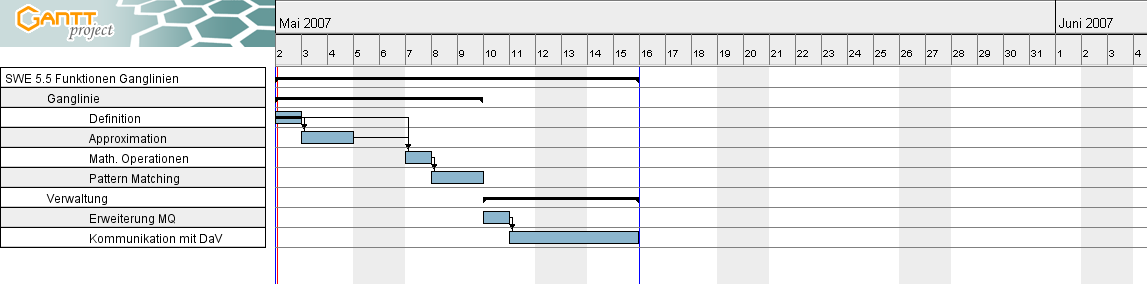 GANTT
project
Mai 2007
Juni 2007
2 3 4 5 6 7 8 9 10 11 12 13 14 15 16 17 18 19 20 21 22 23 24 25 26 27 28 29 30 31 1 2 3 4
SWE 5.5 Funktionen Ganglinien
Ganglinie
Definition
Approximation
Math. Operationen
Pattern Matching
Verwaltung
Erweiterung MQ
Kommunikation mit DaV